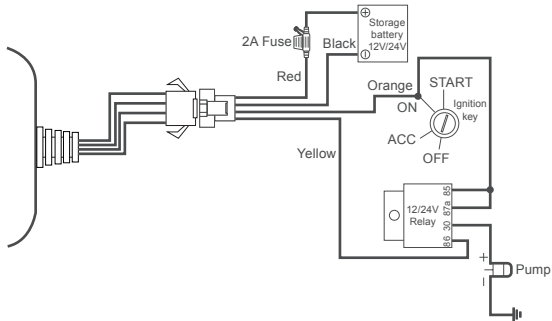 Storage
battery
12V/24V
2A Fuse
Black
Red
Orange
START
ON
Ignition
key
ACC
OFF
Yellow
12/24V
Relay
85
87a
30
86
+
Pump
−